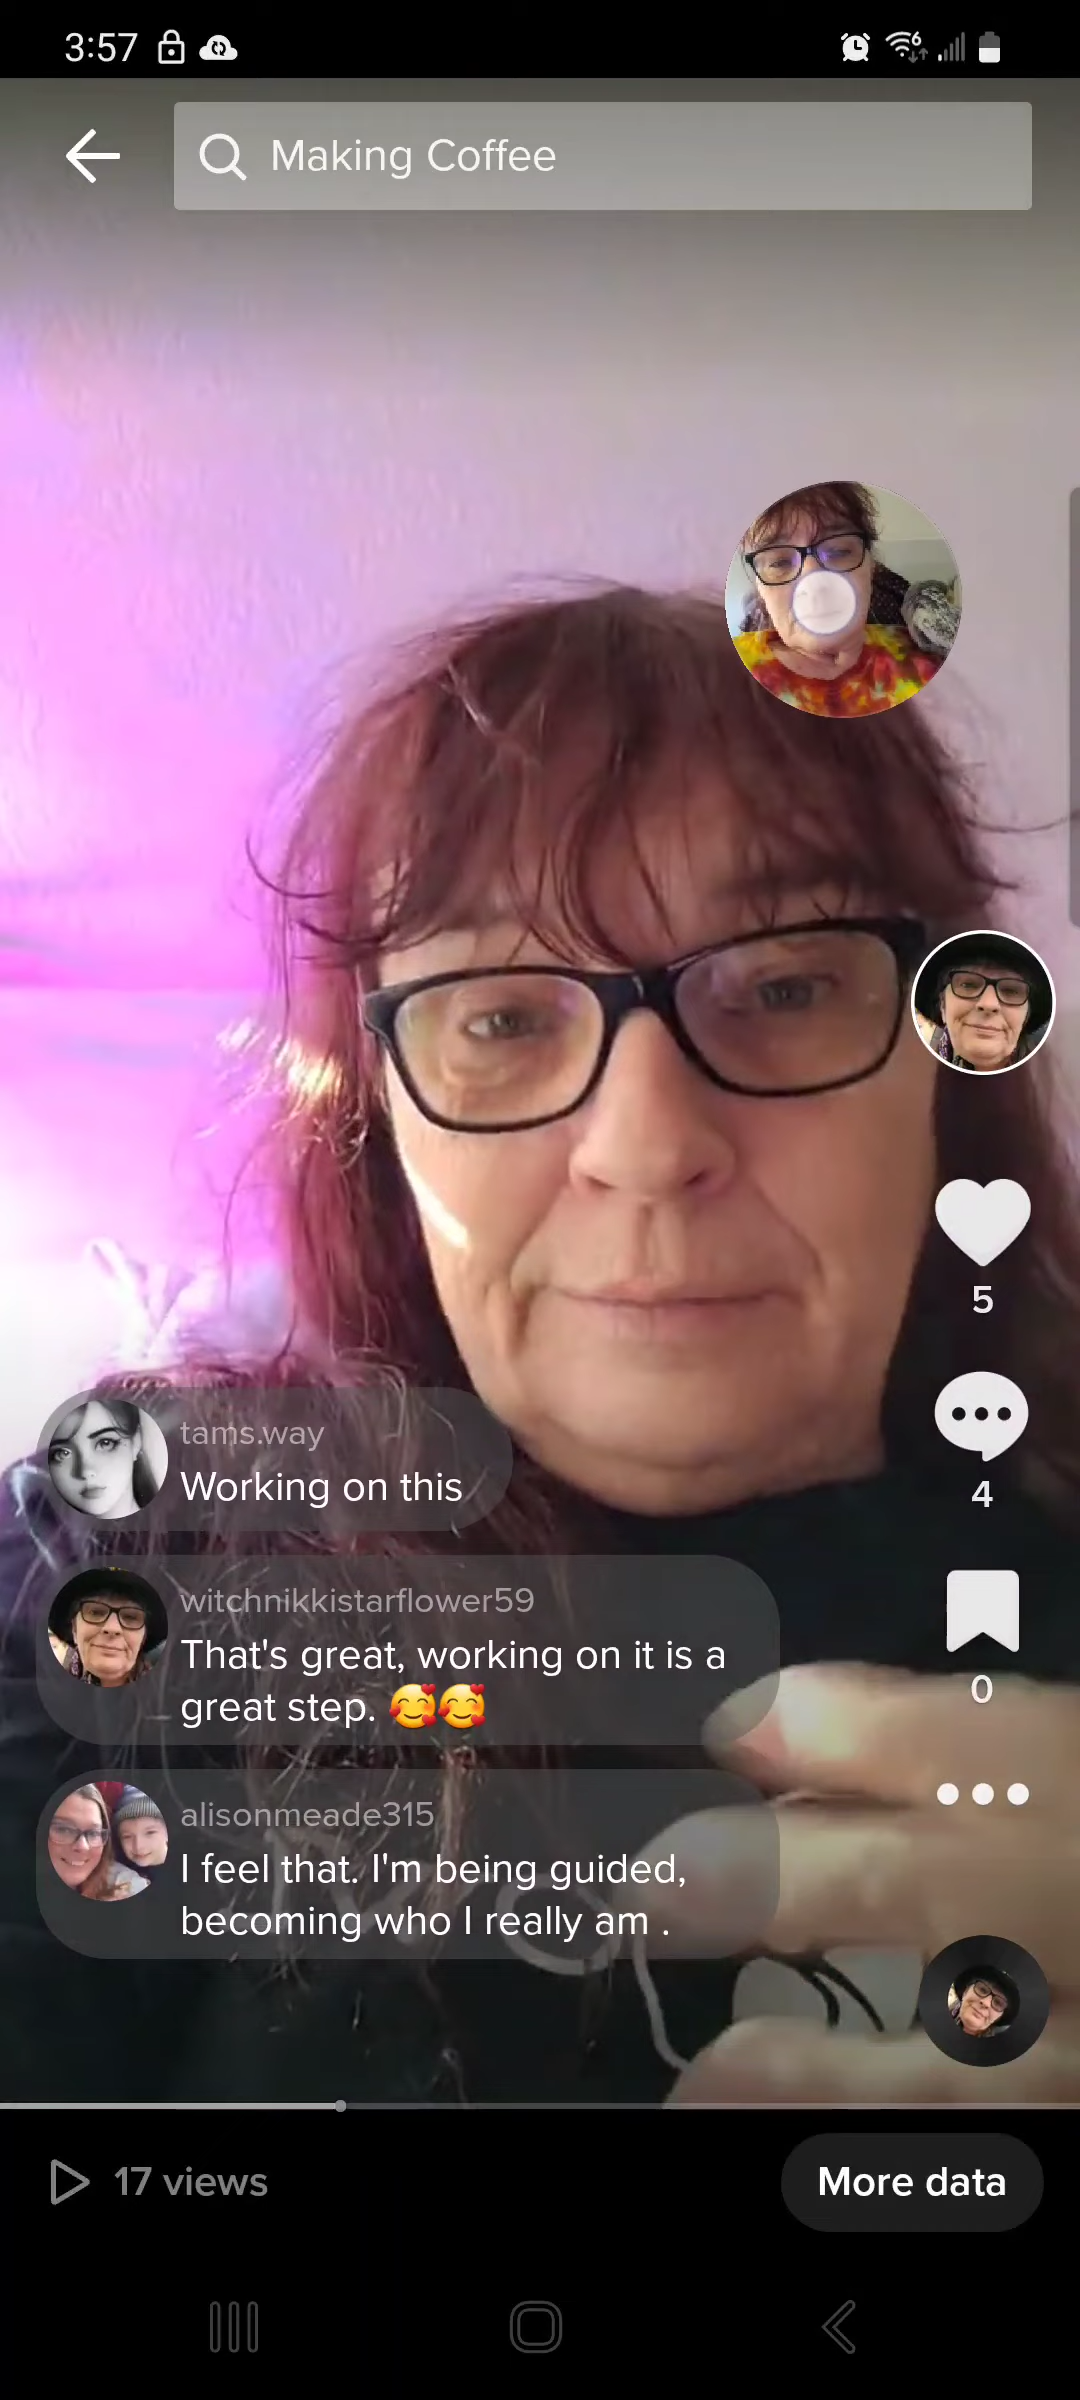 3:57
6
Making Coffee
5
tams.way
Working on this
4
witchnikkistarflower59
That's great, working on it is a
great step. 🥰🥰
0
alisonmeade315
I feel that. I'm being guided,
becoming who I really am .
17 views
More data